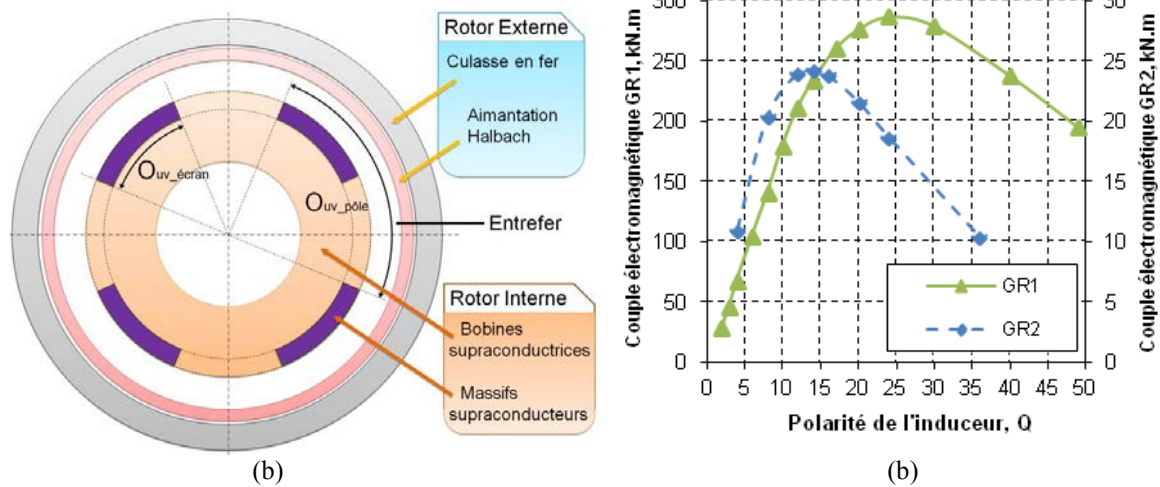 Rotor Externe
Culasse en fer
Aimantation
Halbach
Ouv_écran
Ouv_pôle
Entrefer
Rotor Interne
Bobines
supraconductrices
Massifs
supraconducteurs
(b)
Couple électromagnétique GR1, kN.m
300
250
200
150
100
50
0
0 5 10 15 20 25 30 35 40 45 50
Polarité de l'induceur, Q
30
25
20
15
10
5
0
Couple électromagnétique GR2, kN.m
GR1
GR2
(b)